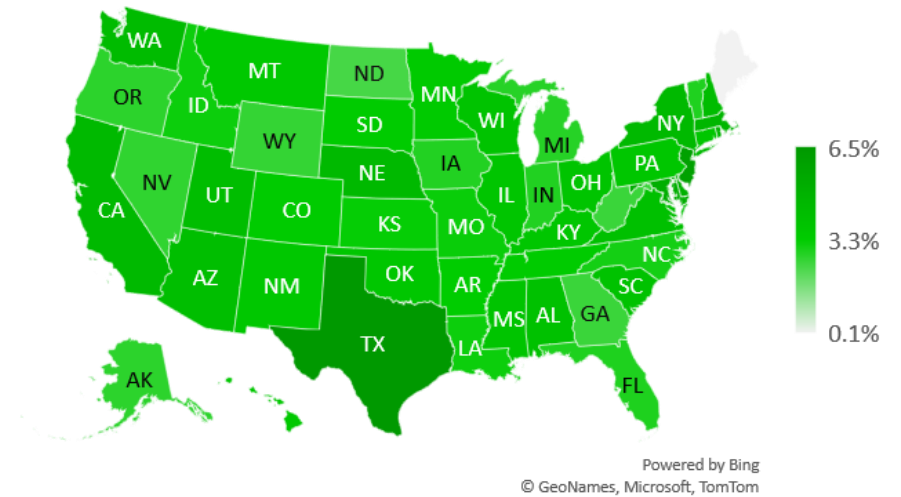 WA
MT
ND
MN
OR
ID
SD
WI
NY
WY
MI
IA
PA
NE
NV
UT
IL
IN
OH
CA
CO
KS
MO
KY
NC
AZ
NM
OK
AR
SC
MS
AL
GA
TX
LA
AK
FL
6.5%
3.3%
0.1%
Powered by Bing
© GeoNames, Microsoft, TomTom